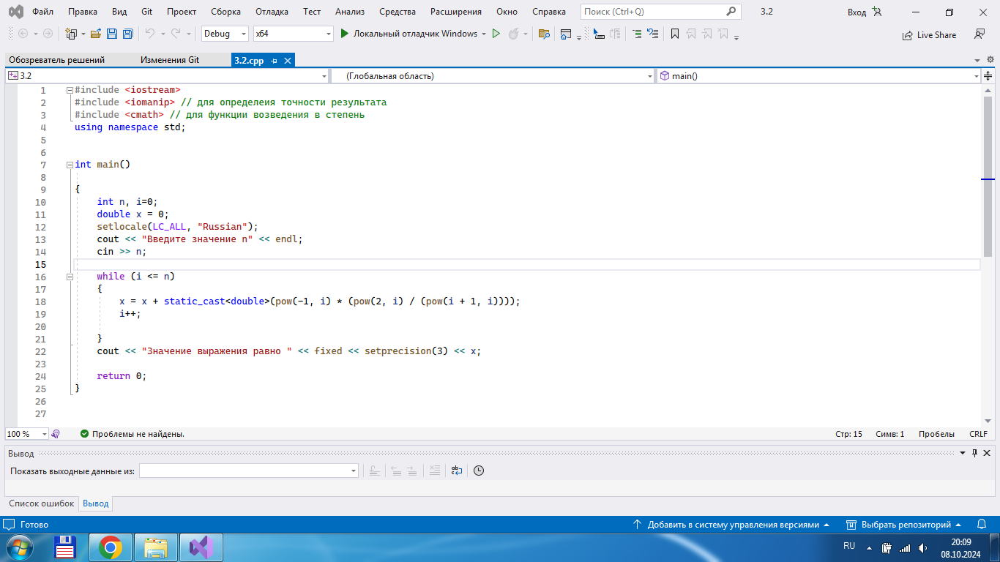 Файл Правка Вид Git Проект Сборка Отладка Тест Анализ Средства Расширения Окно Справка Поиск (Ctrl+Q) 3.2 Вход
Debug x64 Локальный отладчик Windows Live Share
Обозреватель решений Изменения Git 3.2.cpp
3.2 (Глобальная область) main()
1 #include <iostream>
2 #include <iomanip> // для определеия точности результата
3 #include <cmath> // для функции возведения в степень
4 using namespace std;
5
6
7 int main()
8
9 {
10 int n, i=0;
11 double x = 0;
12 setlocale(LC_ALL, "Russian");
13 cout << "Введите значение n" << endl;
14 cin >> n;
15
16 while (i <= n)
17 {
18 x = x + static_cast<double>(pow(-1, i) * (pow(2, i) / (pow(i + 1, i))));
19 i++;
20
21 }
22 cout << "Значение выражения равно " << fixed << setprecision(3) << x;
23
24 return 0;
25 }
26
27
100 % Проблемы не найдены. Стр: 15 Симв: 1 Пробелы CRLF
Вывод
Показать выходные данные из:
Список ошибок Вывод
Готово Добавить в систему управления версиями Выбрать репозиторий
RU 20:09
08.10.2024